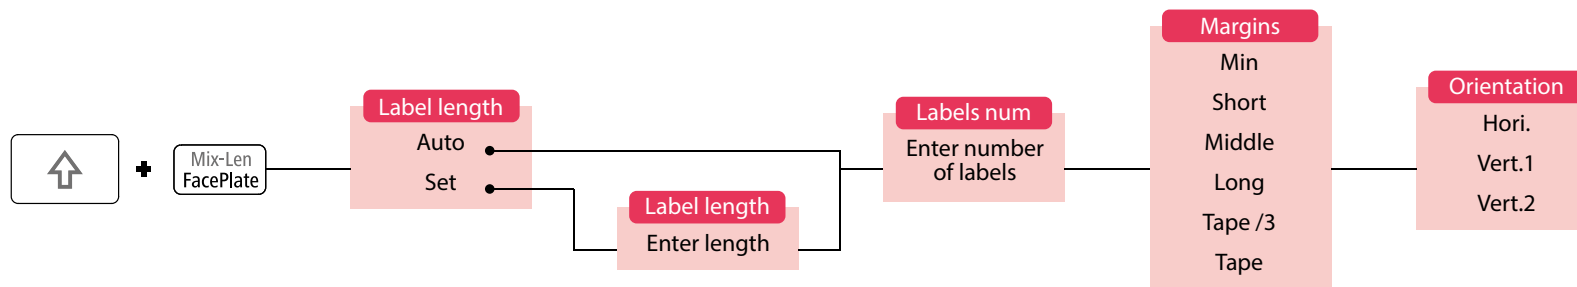 Mix-Len
FacePlate
Label length
Auto
Set
Label length
Enter length
Labels num
Enter number
of labels
Margins
Min
Short
Middle
Long
Tape /3
Tape
Orientation
Hori.
Vert.1
Vert.2